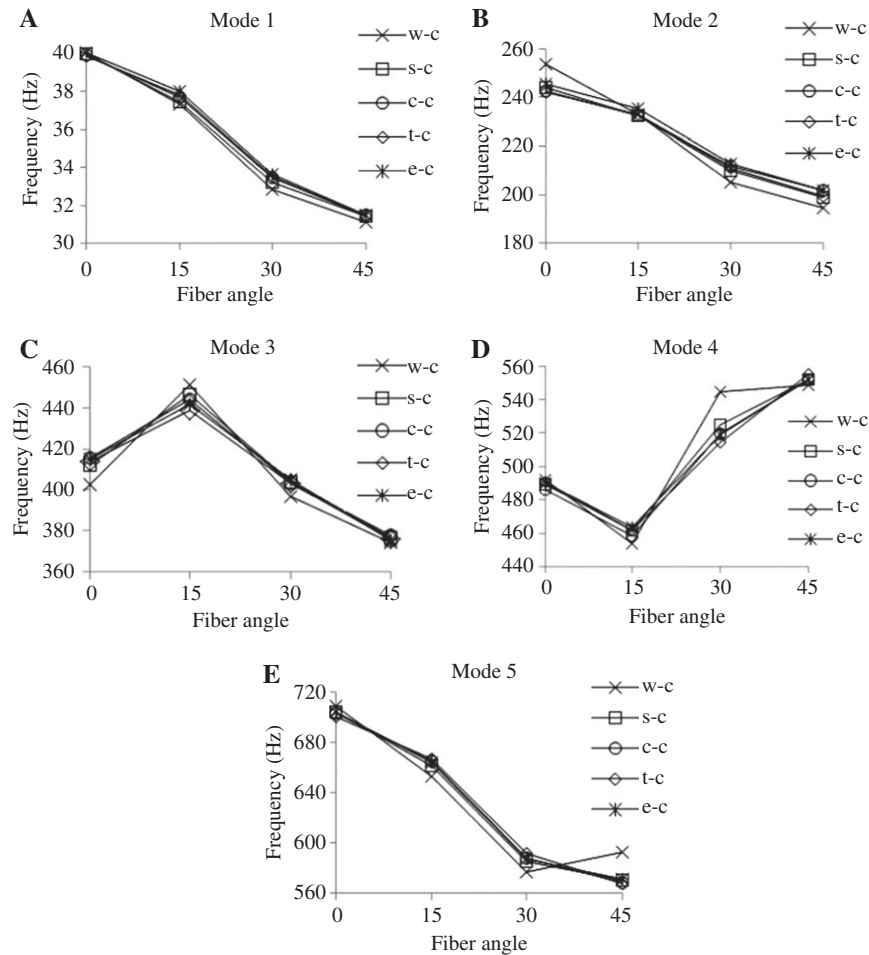 A
Mode 1
Frequency (Hz)
40
38
36
34
32
30
0 15 30 45
Fiber angle
w-c
s-c
c-c
t-c
e-c
B
Mode 2
Frequency (Hz)
260
240
220
200
180
0 15 30 45
Fiber angle
w-c
s-c
c-c
t-c
e-c
C
Mode 3
Frequency (Hz)
460
440
420
400
380
360
0 15 30 45
Fiber angle
w-c
s-c
c-c
t-c
e-c
D
Mode 4
Frequency (Hz)
560
540
520
500
480
460
440
0 15 30 45
Fiber angle
w-c
s-c
c-c
t-c
e-c
E
Mode 5
Frequency (Hz)
720
680
640
600
560
0 15 30 45
Fiber angle
w-c
s-c
c-c
t-c
e-c